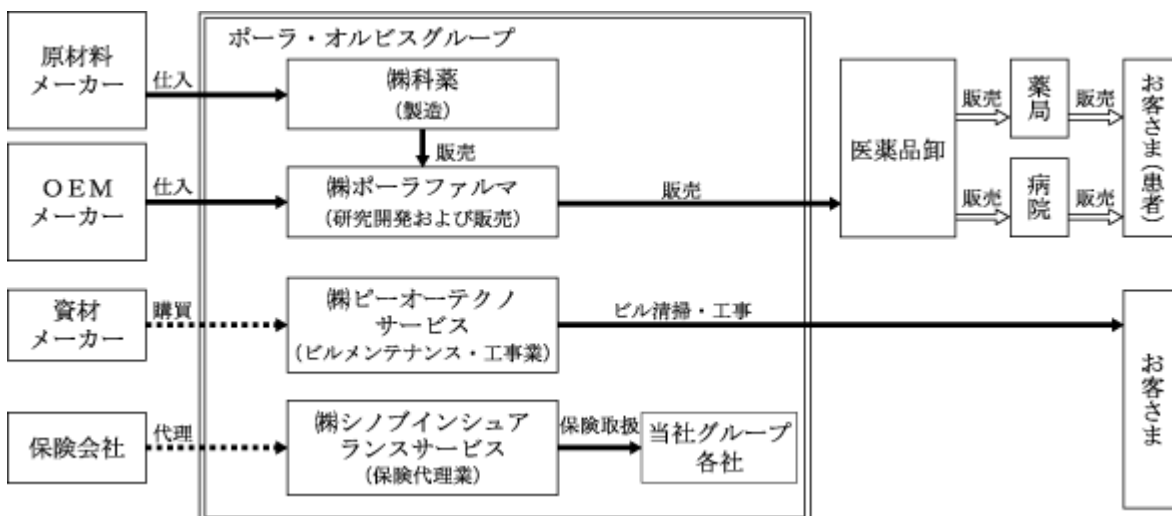 ポーラ・オルビスグループ
原材料
メーカー
仕入
㈱科薬
(製造)
販売
OEM
メーカー
仕入
㈱ポーラファルマ
(研究開発および販売)
販売
医薬品卸
販売
薬局
販売
販売
病院
販売
お客さま(患者)
資材
メーカー
購買
㈱ピーオーテクノ
サービス
(ビルメンテナンス・工事業)
ビル清掃・工事
お客さま
保険会社
代理
㈱シノブインシュア
ランスサービス
(保険代理業)
保険取扱
当社グループ
各社